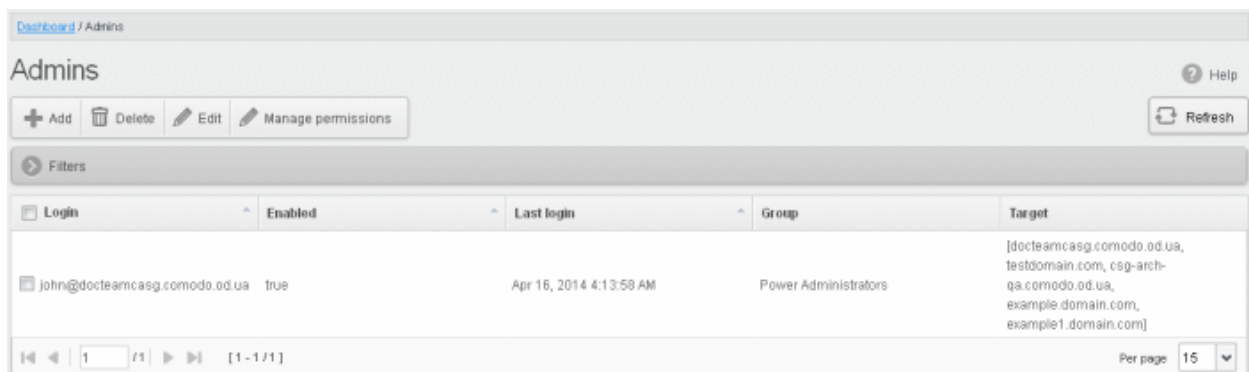 Dashboard / Admins
Admins
Help
Add Delete Edit Manage permissions
Refresh
Filters
Login Enabled Last login Group Target
john@docteamcasg.comodo.od.ua true Apr 16, 2014 4:13:58 AM Power Administrators
[docteamcasg.comodo.od.ua,
testdomain.com, csg-arch-
qa.comodo.od.ua,
example.domain.com,
example1.domain.com]
1 /1 [1-1/1]
Per page 15